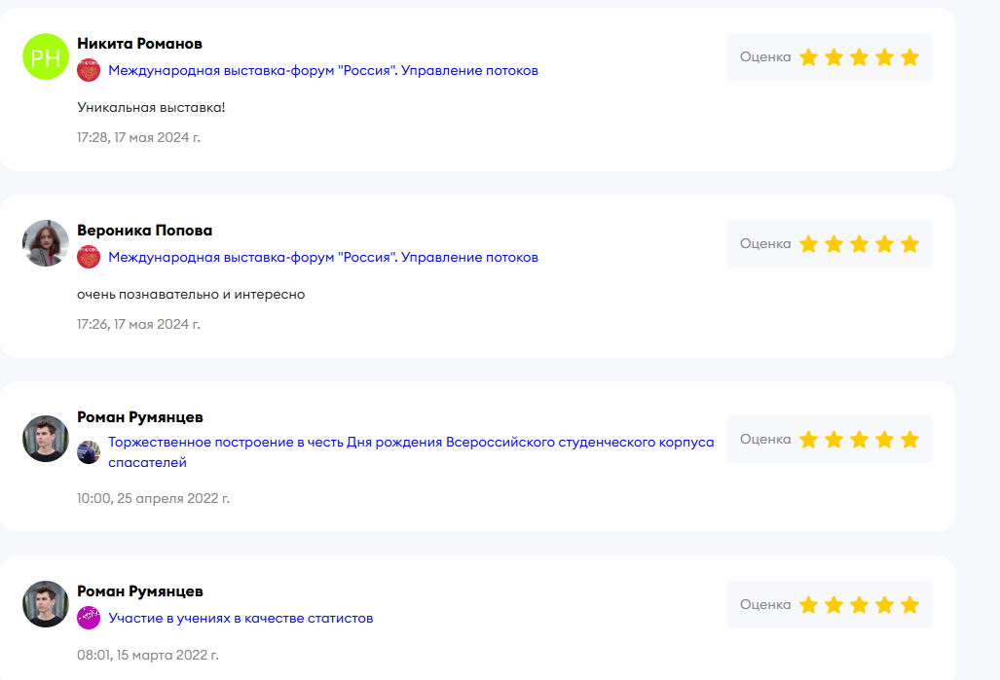 РН
Никита Романов
Международная выставка-форум "Россия". Управление потоков
Оценка
Уникальная выставка!
17:28, 17 мая 2024 г.
Вероника Попова
Международная выставка-форум "Россия". Управление потоков
Оценка
очень познавательно и интересно
17:26, 17 мая 2024 г.
Роман Румянцев
Торжественное построение в честь Дня рождения Всероссийского студенческого корпуса
спасателей
Оценка
10:00, 25 апреля 2022 г.
Роман Румянцев
Участие в учениях в качестве статистов
Оценка
08:01, 15 марта 2022 г.